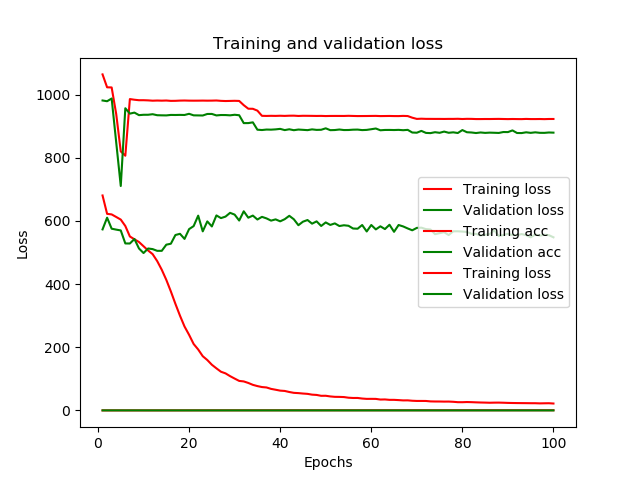 Training and validation loss
Loss
1000
800
600
400
200
0
Training loss
Validation loss
Training acc
Validation acc
Training loss
Validation loss
0
20
40
60
80
100
Epochs